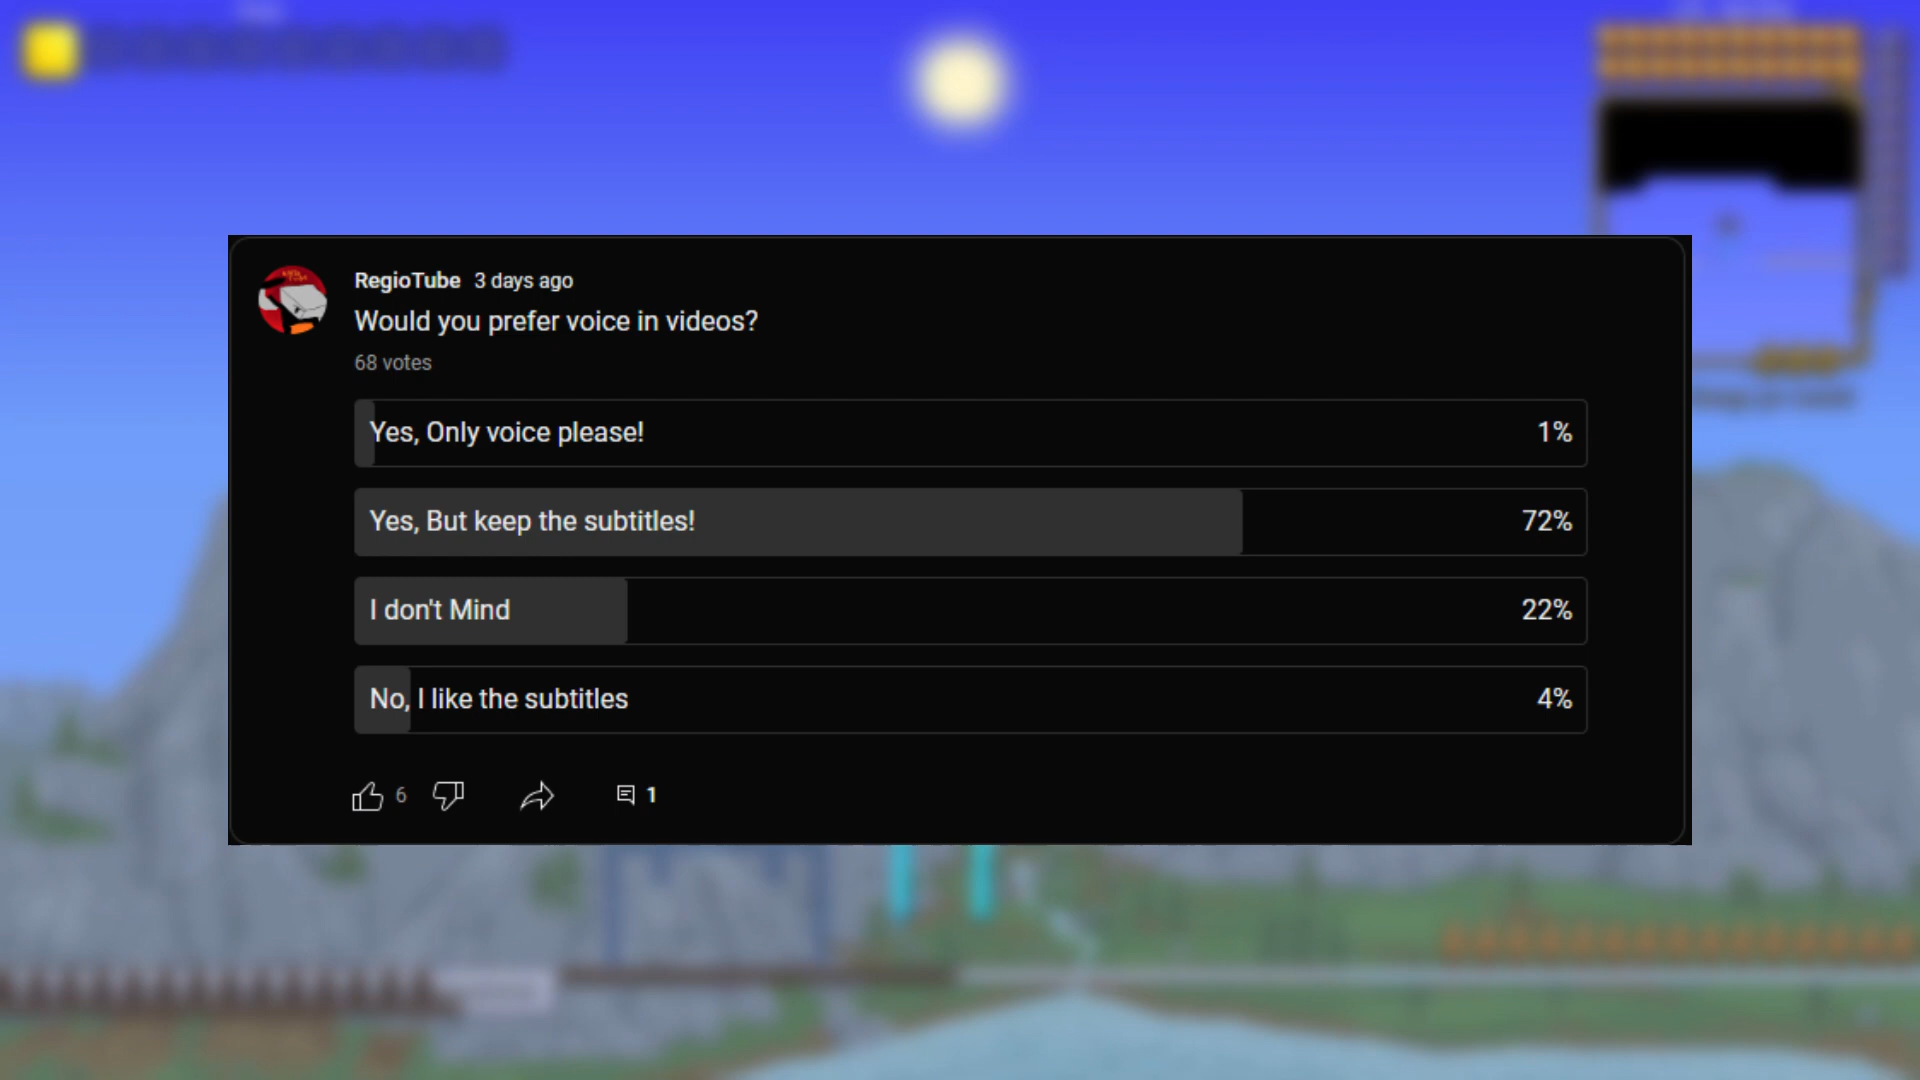 RegioTube 3 days ago
Would you prefer voice in videos?
68 votes
Yes, Only voice please!
1%
Yes, But keep the subtitles!
72%
I don't Mind
22%
No, I like the subtitles
4%
6
1